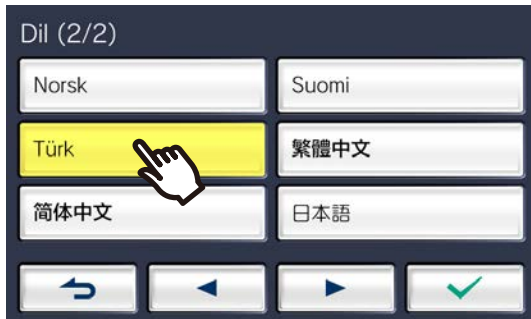 Dil (2/2)
Norsk
Suomi
Türk
繁體中文
简体中文
日本語